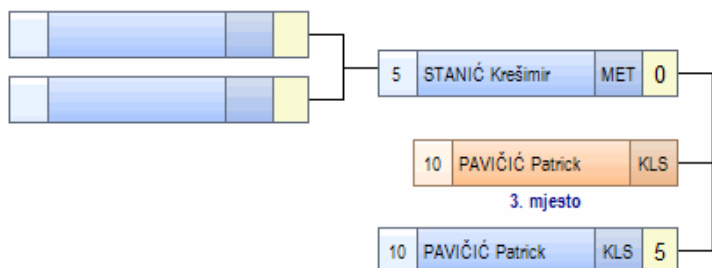 5 STANIĆ Krešimir MET 0
10 PAVIČIĆ Patrick KLS
3. mjesto
10 PAVIČIĆ Patrick KLS 5